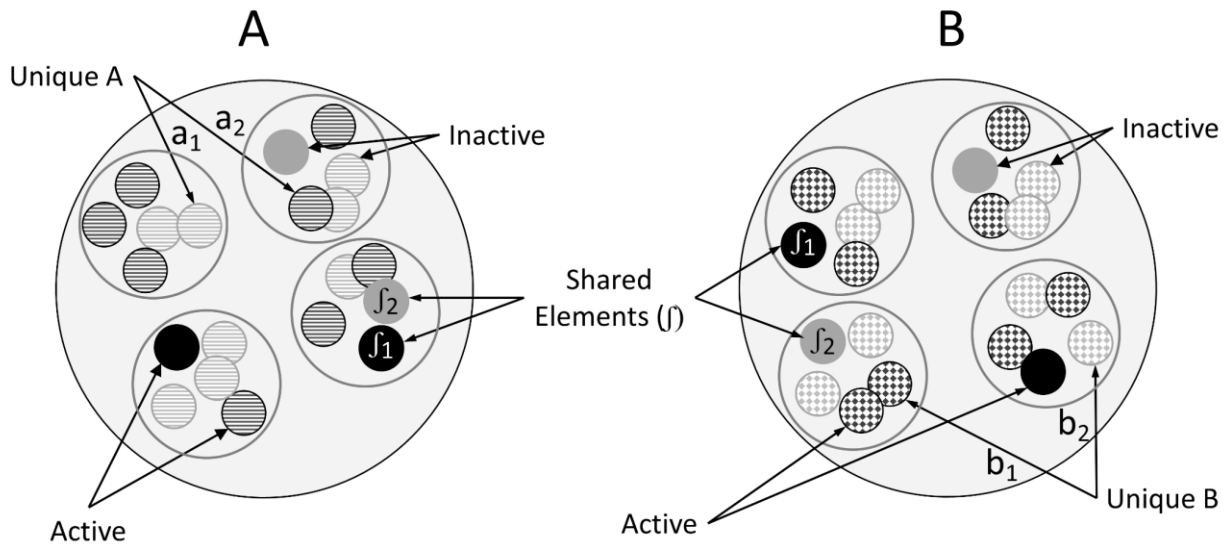 A
B
Unique A
a1
a2
Inactive
Inactive
∫1
∫2
∫1
Shared
Elements (∫)
∫2
b2
b1
Active
Active
Unique B